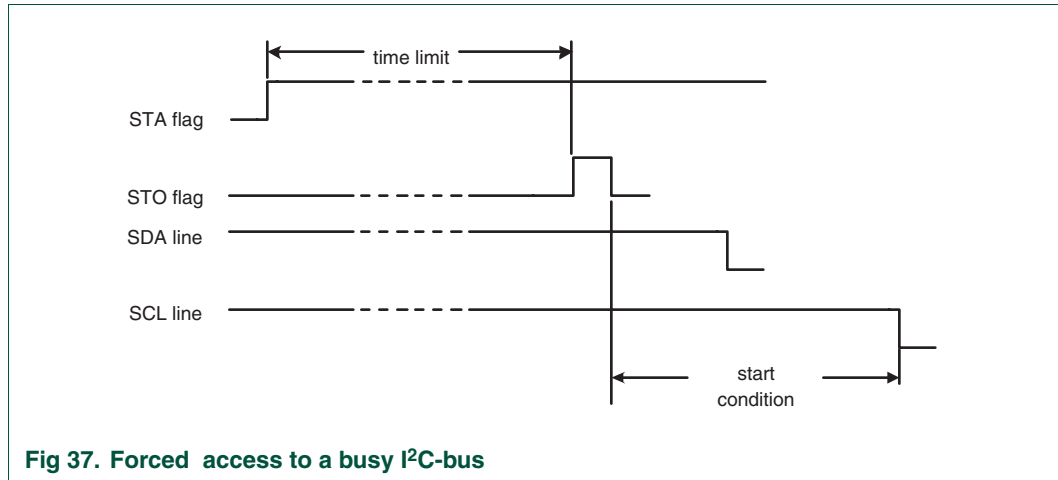 time limit
STA flag
STO flag
SDA line
SCL line
start
condition
Fig 37. Forced access to a busy I²C-bus